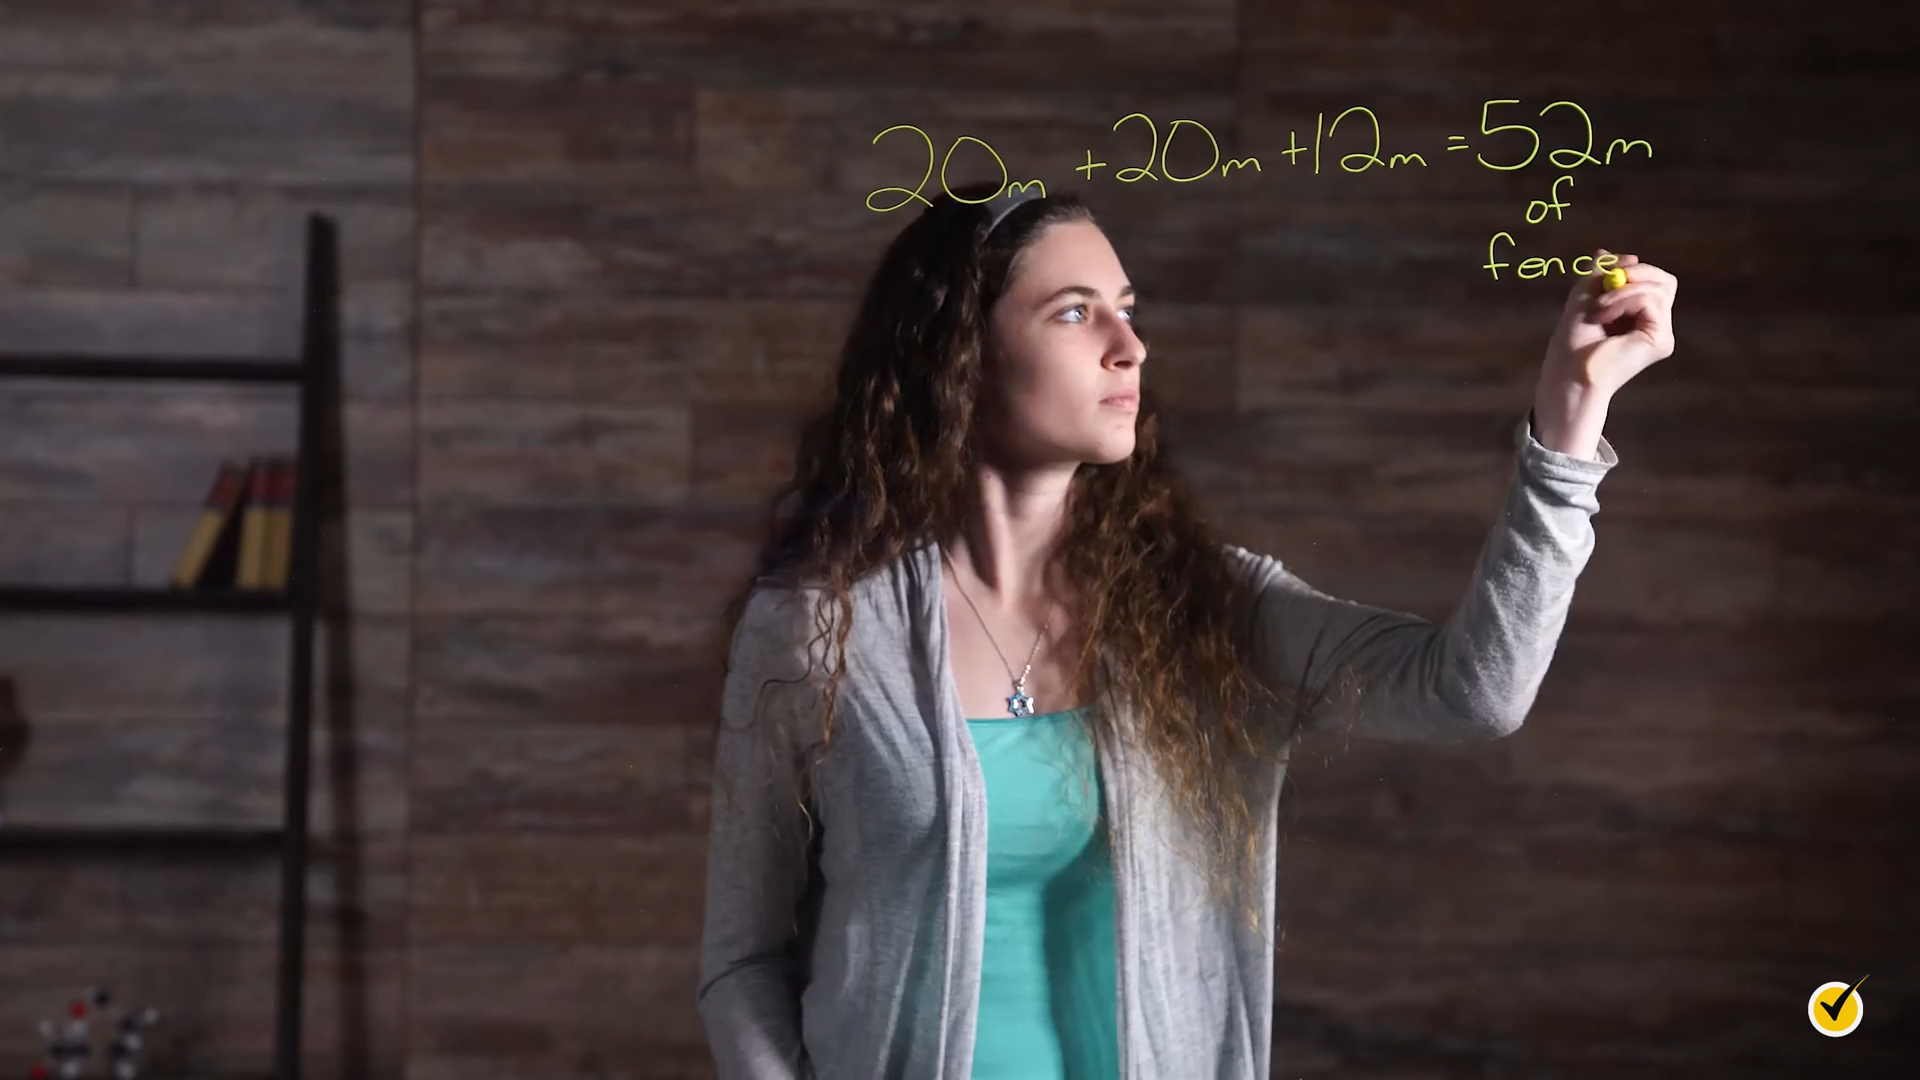 20m + 20m + 12m = 52m
of
fence